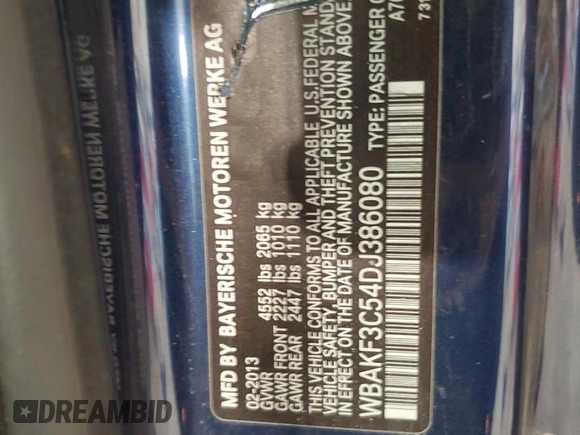 MFD BY BAYERISCHE MOTOREN WERKE AG
02-2013
GVWR 4552 lbs 2065 kg
GAWR FRONT 2227 lbs 1010 kg
GAWR REAR 2447 lbs 1110 kg
THIS VEHICLE CONFORMS TO ALL APPLICABLE U.S. FEDERAL M
VEHICLE SAFETY, BUMPER AND THEFT PREVENTION STAND
IN EFFECT ON THE DATE OF MANUFACTURE SHOWN ABOVE.
WBAKF3C54DJ386080 TYPE: PASSENGER C
DREAMBID